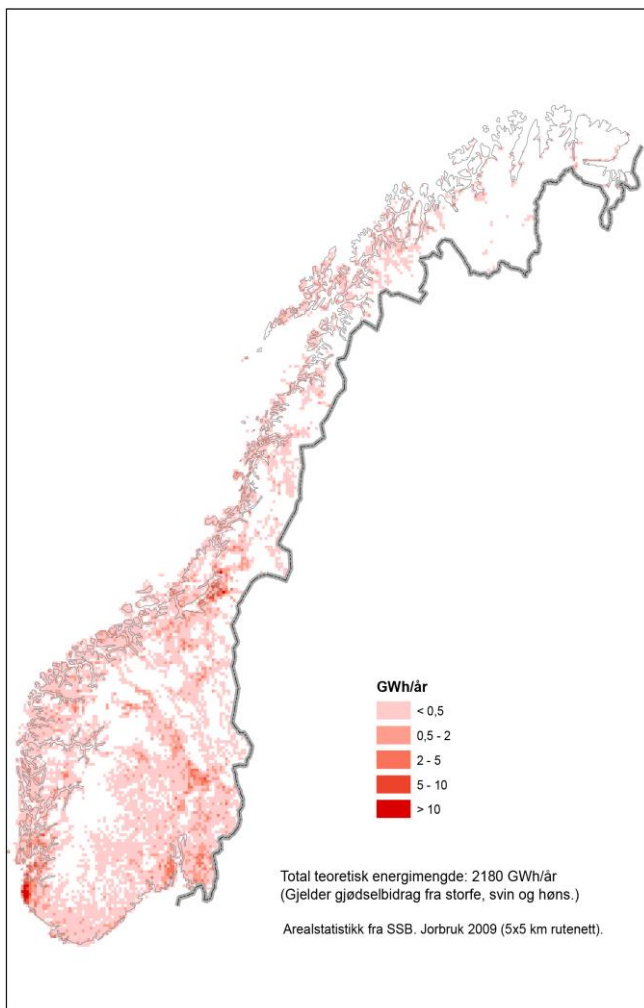 GWh/år
< 0,5
0,5 - 2
2 - 5
5 - 10
> 10
Total teoretisk energimengde: 2180 GWh/år
(Gjelder gjødselbidrag fra storfe, svin og høns.)
Arealstatistikk fra SSB. Jorbruk 2009 (5x5 km rutenett).